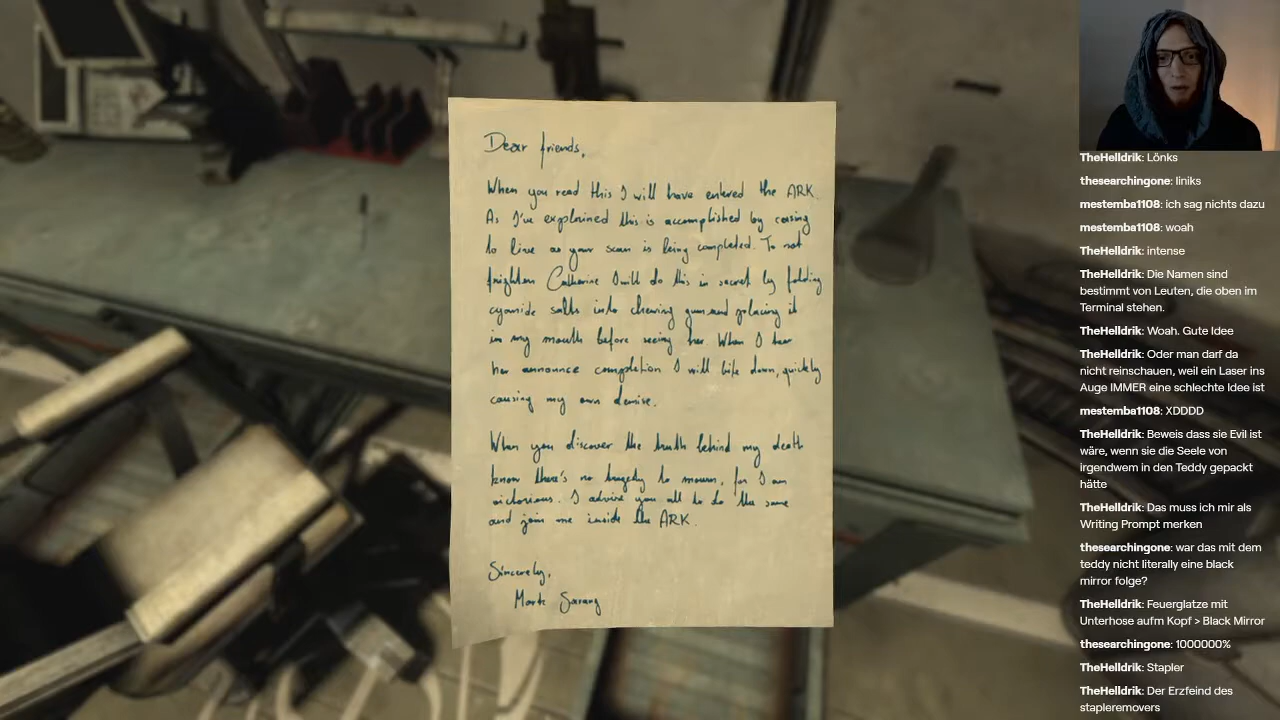 Dear friends,
When you read this I will have entered the ARK.
As I've explained this is accomplished by ceasing
to live as your scan is being completed. To not
frighten Catherine I will do this in secret by folding
cyanide salts into chewing gum and placing it
in my mouth before seeing her. When I hear
her announce completion I will bite down, quickly
causing my own demise.
When you discover the truth behind my death
know there's no tragedy to mourn, for I am
victorious. I advise you all to do the same
and join me inside the ARK.
Sincerely,
Mark Sarang
TheHelldrik: Lönks
thesearchingone: liniks
mestemba1108: ich sag nichts dazu
mestemba1108: woah
TheHelldrik: intense
TheHelldrik: Die Namen sind
bestimmt von Leuten, die oben im
Terminal stehen.
TheHelldrik: Woah. Gute Idee
TheHelldrik: Oder man darf da
nicht reinschauen, weil ein Laser ins
Auge IMMER eine schlechte Idee ist
mestemba1108: XDDDD
TheHelldrik: Beweis dass sie Evil ist
wäre, wenn sie die Seele von
irgendwem in den Teddy gepackt
hätte
TheHelldrik: Das muss ich mir als
Writing Prompt merken
thesearchingone: war das mit dem
teddy nicht literally eine black
mirror folge?
TheHelldrik: Feuerglatze mit
Unterhose aufm Kopf > Black Mirror
thesearchingone: 1000000%
TheHelldrik: Stapler
TheHelldrik: Der Erzfeind des
stapleremovers